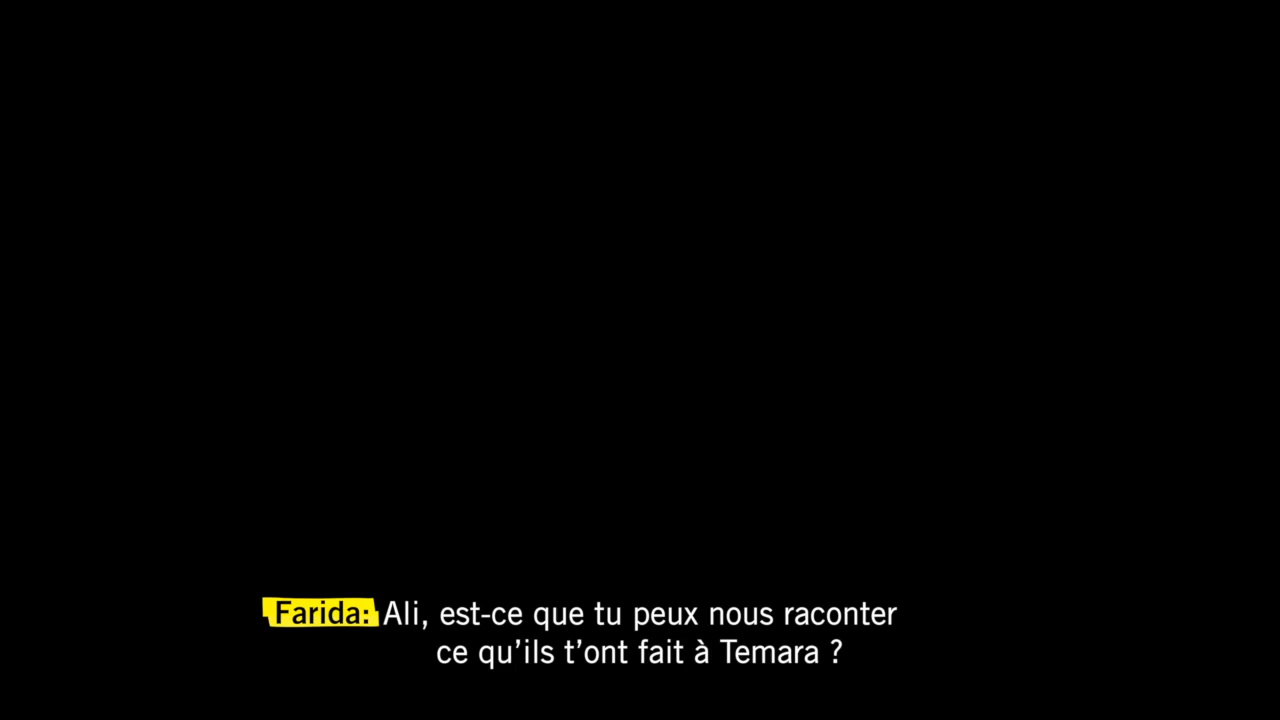 Farida: Ali, est-ce que tu peux nous raconter
ce qu’ils t’ont fait à Temara ?